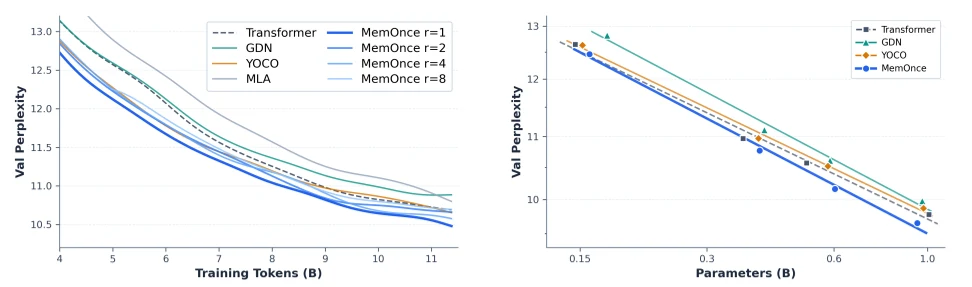 13.0
12.5
12.0
11.5
11.0
10.5
4
5
6
7
8
9
10
11
Val Perplexity
Training Tokens (B)
Transformer
GDN
YOCO
MLA
MemOnce r=1
MemOnce r=2
MemOnce r=4
MemOnce r=8
13
12
11
10
0.15
0.3
0.6
1.0
Val Perplexity
Parameters (B)
Transformer
GDN
YOCO
MemOnce